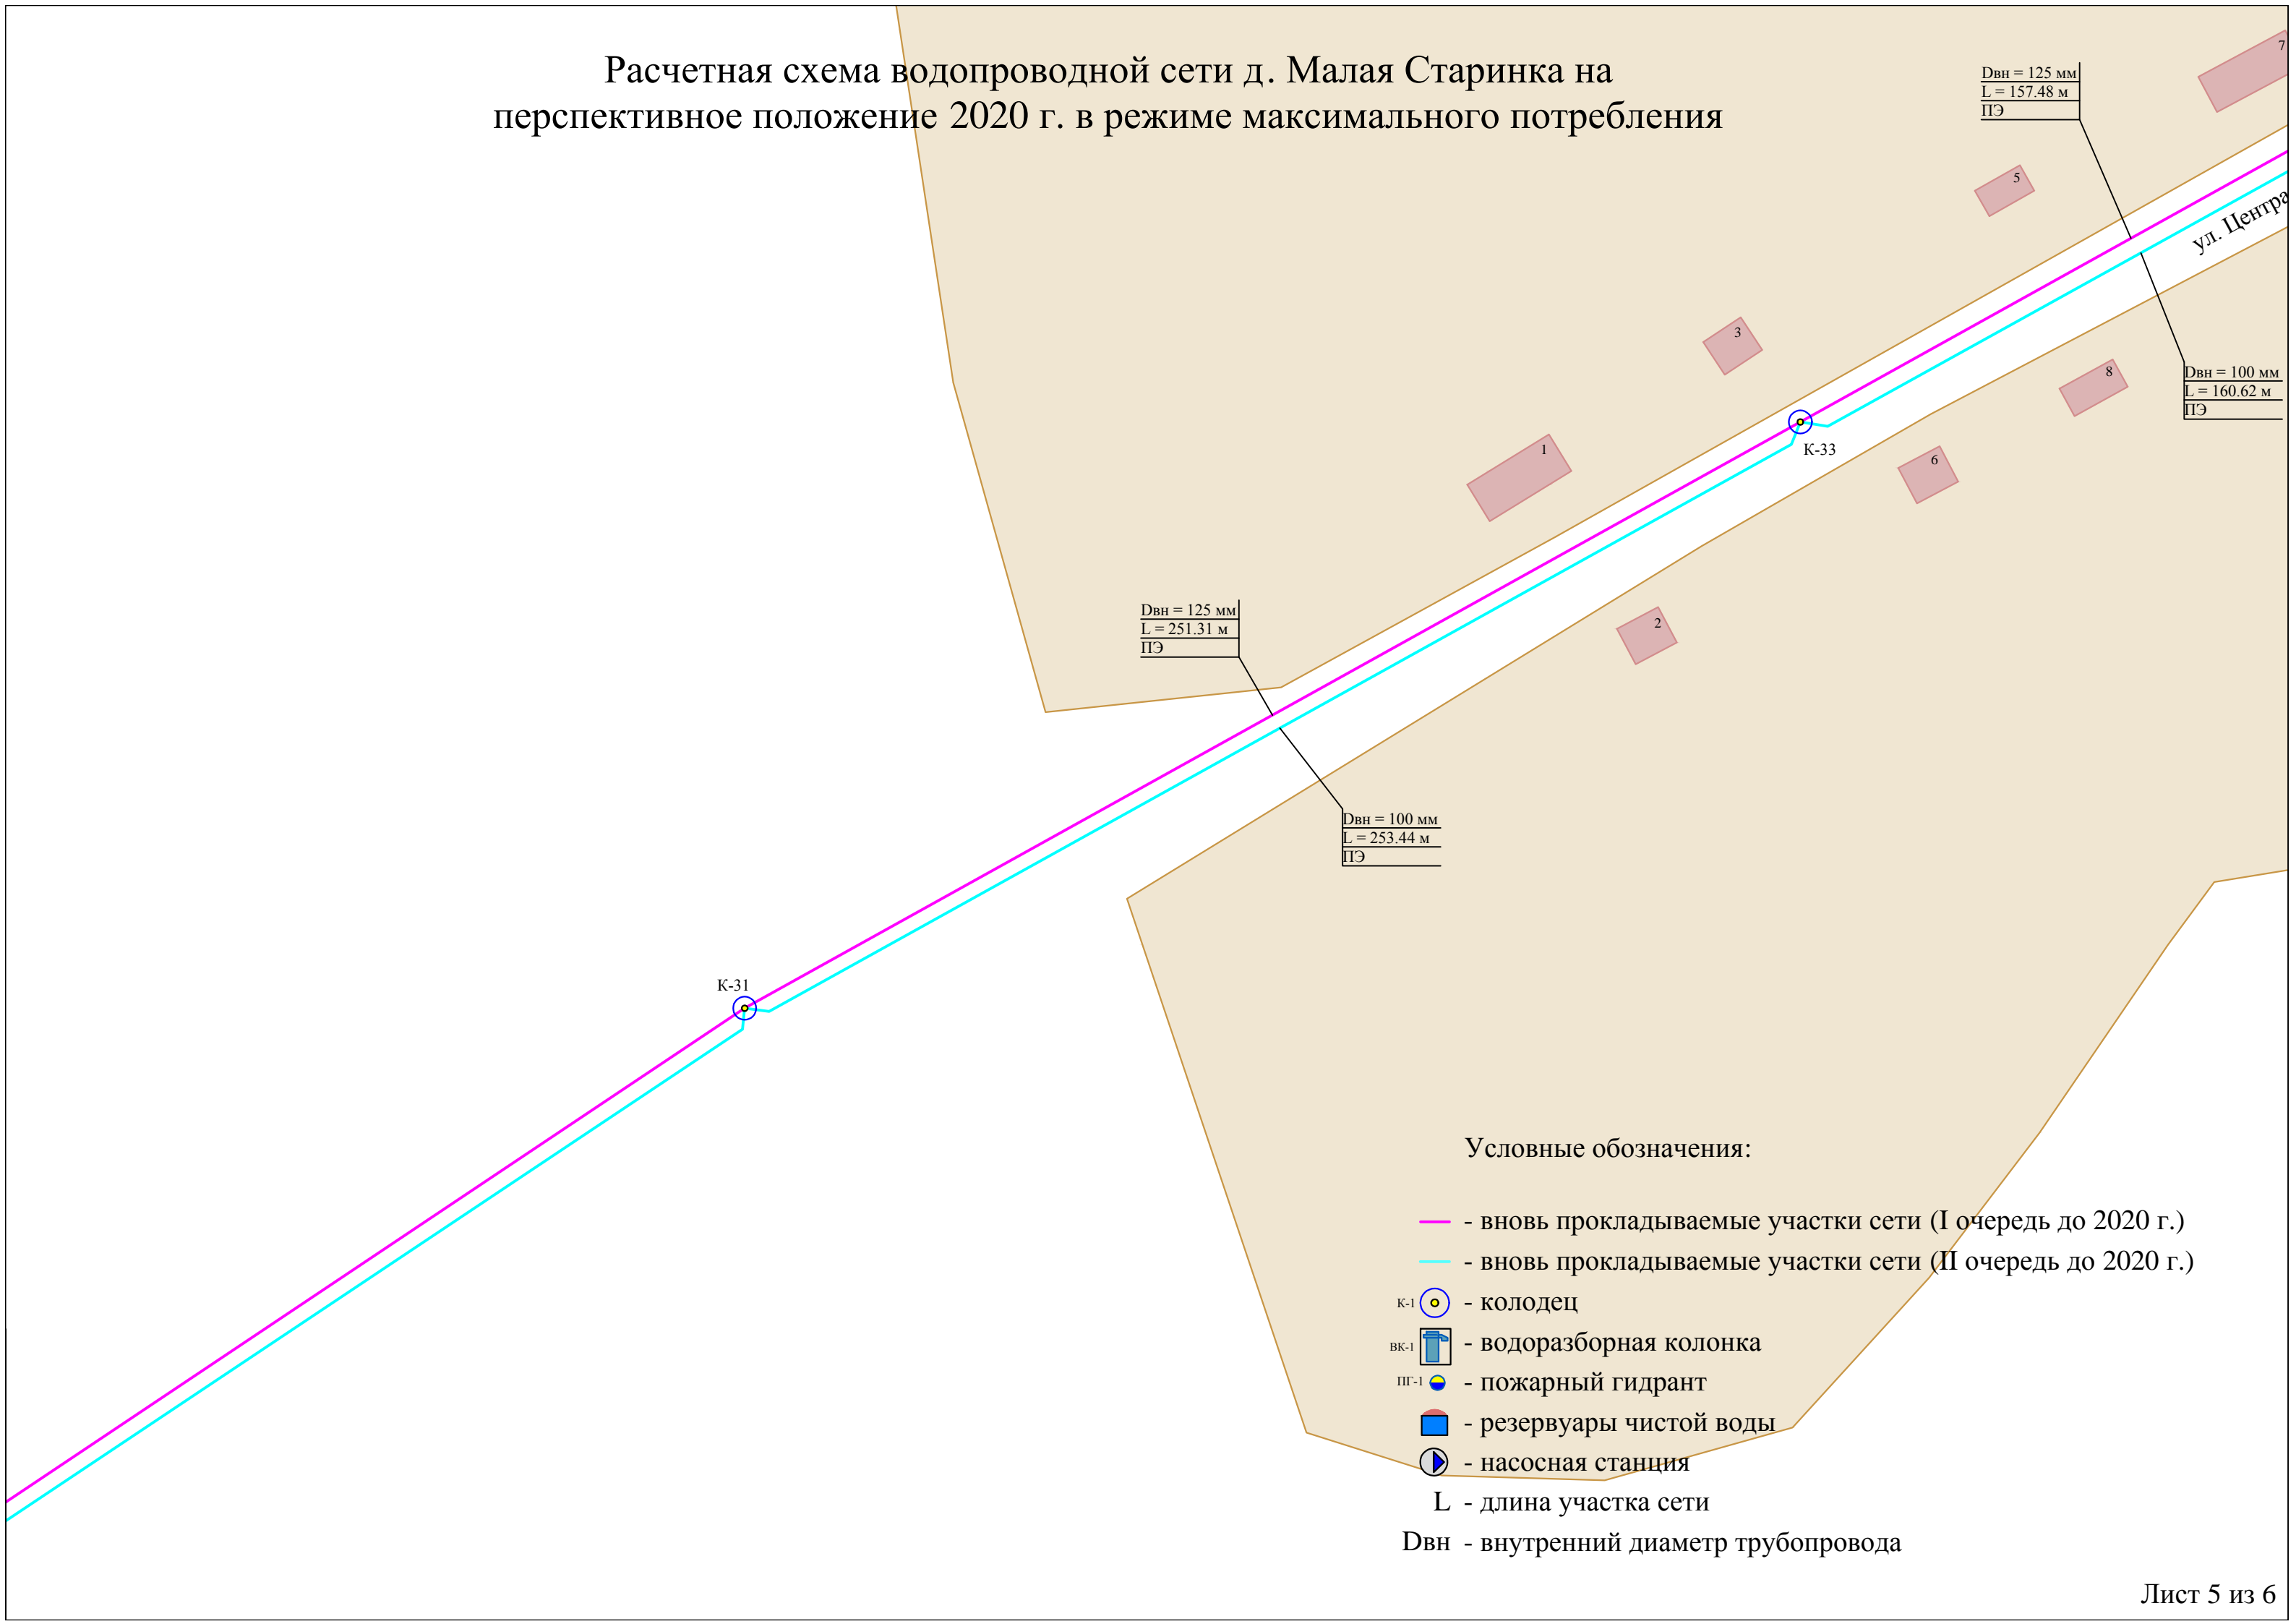 Расчетная схема водопроводной сети д. Малая Старинка на
перспективное положение 2020 г. в режиме максимального потребления
7
Dвн = 125 мм
L = 157.48 м
ПЭ
5
ул. Центра
3
8
Dвн = 100 мм
L = 160.62 м
ПЭ
К-33
1
6
2
Dвн = 125 мм
L = 251.31 м
ПЭ
Dвн = 100 мм
L = 253.44 м
ПЭ
К-31
Условные обозначения:
- вновь прокладываемые участки сети (I очередь до 2020 г.)
- вновь прокладываемые участки сети (II очередь до 2020 г.)
К-1 - колодец
ВК-1 - водоразборная колонка
ПГ-1 - пожарный гидрант
- резервуары чистой воды
- насосная станция
L - длина участка сети
Dвн - внутренний диаметр трубопровода
Лист 5 из 6